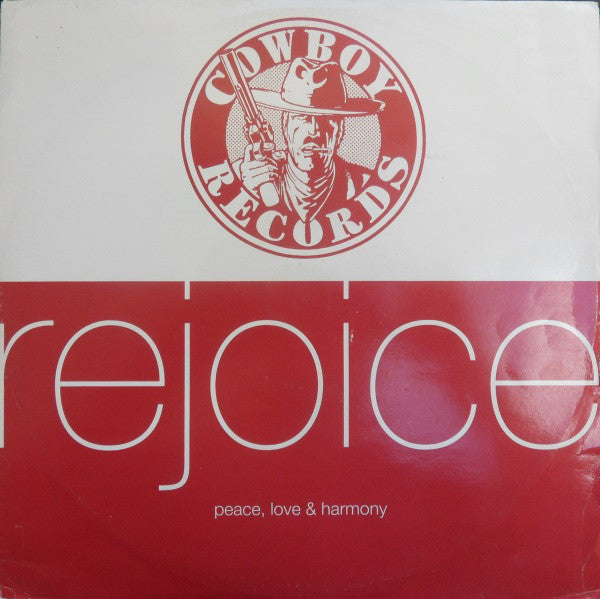 COWBOY
RECORDS
rejoice
peace, love & harmony